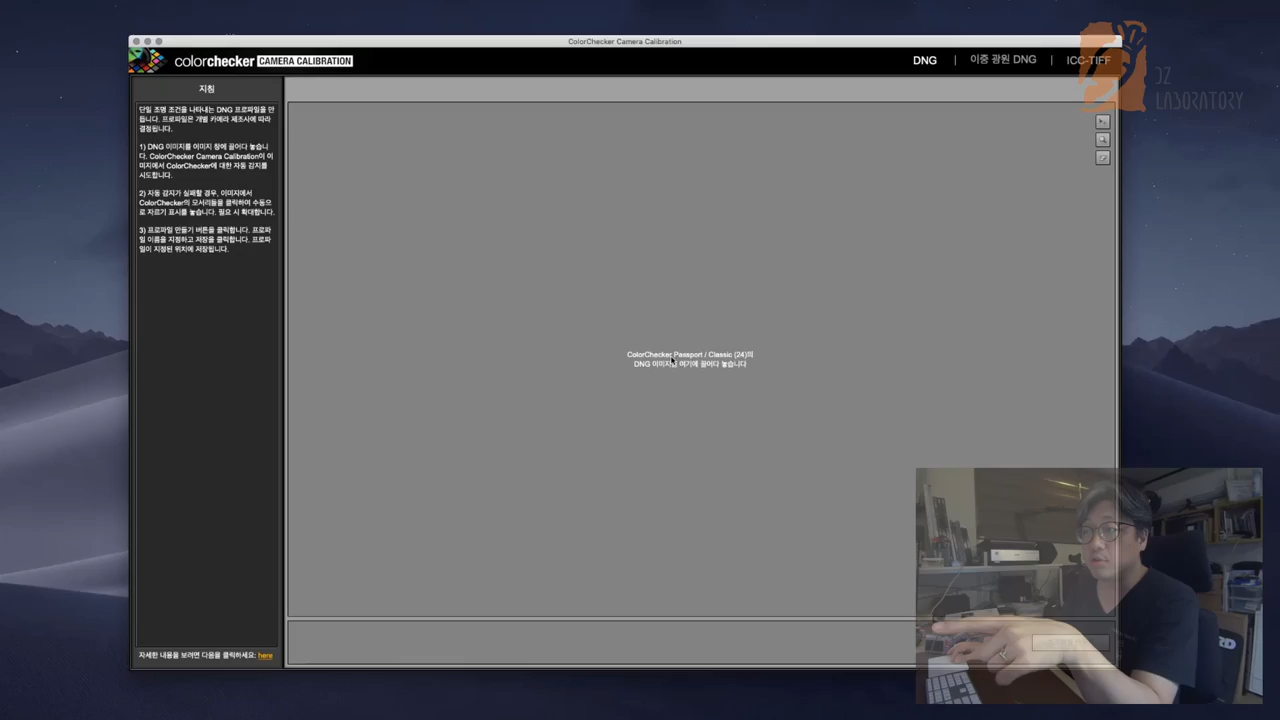 ColorChecker Camera Calibration
colorchecker CAMERA CALIBRATION
DNG | 이중 광원 DNG | ICC-TIFF
DZ
LABORATORY
지침
단일 조명 조건을 나타내는 DNG 프로파일을 만
듭니다. 프로파일은 개별 카메라 제조사에 따라
결정됩니다.
1) DNG 이미지를 이미지 창에 끌어다 놓습니
다. ColorChecker Camera Calibration이 이
미지에서 ColorChecker에 대한 자동 감지를
시도합니다.
2) 자동 감지가 실패할 경우, 이미지에서
ColorChecker의 모서리들을 클릭하여 수동으
로 자르기 표시를 놓습니다. 필요 시 확대합니다.
3) 프로파일 만들기 버튼을 클릭합니다. 프로파
일 이름을 지정하고 저장을 클릭합니다. 프로파
일이 지정된 위치에 저장됩니다.
ColorChecker Passport / Classic (24)의
DNG 이미지를 여기에 끌어다 놓습니다
자세한 내용을 보려면 다음을 클릭하세요: here